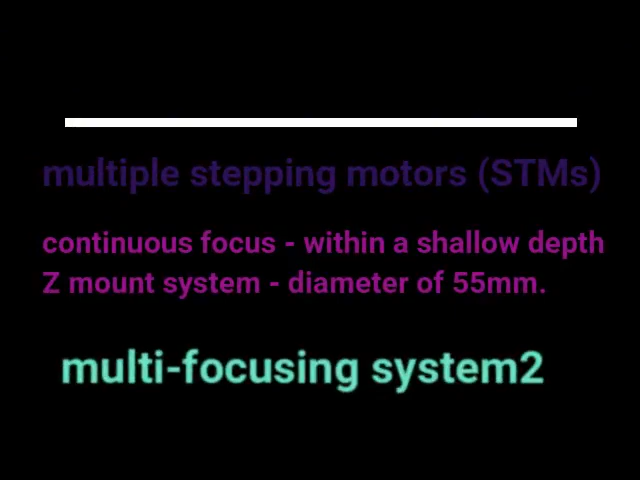 multiple stepping motors (STMs)
continuous focus - within a shallow depth
Z mount system - diameter of 55mm.
multi-focusing system2